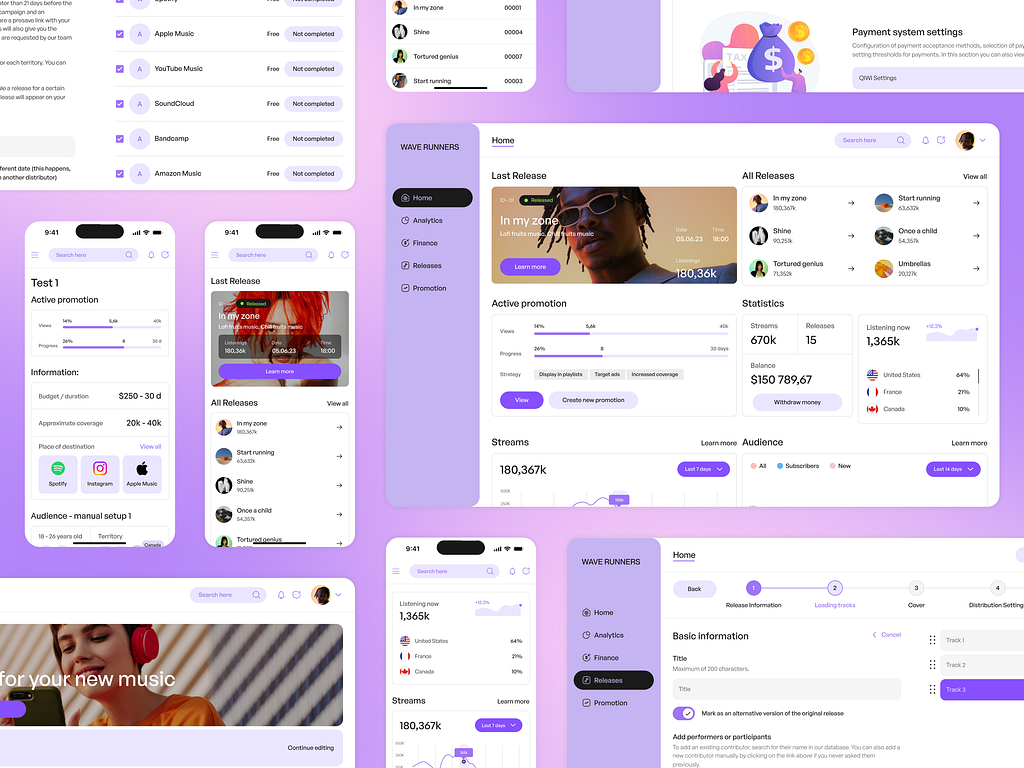 ater than 21 days before the
campaign and an
are a presave link with your
s will also give you the
are requested by our team
for each territory. You can
ule a release for a certain
lease will appear on your
fferent date (this happens,
n another distributor)
A
Spotify
Free
Not completed
A
Apple Music
Free
Not completed
A
YouTube Music
Free
Not completed
A
SoundCloud
Free
Not completed
A
Bandcamp
Free
Not completed
A
Amazon Music
Free
Not completed
In my zone
00001
Shine
00004
Tortured genius
00007
Start running
00003
TAX
$
Payment system settings
Configuration of payment acceptance methods, selection of pay
setting thresholds for payments. In this section you can also view
QIWI Settings
WAVE RUNNERS
Home
Analytics
Finance
Releases
Promotion
Home
Search here
Last Release
ID - 01
Released
In my zone
Lofi fruits music, Chill fruits music
Learn more
Date
05.06.23
Time
18:00
180,36k
All Releases
View all
In my zone
180,367k
Start running
63,632k
Shine
90,251k
Once a child
54,357k
Tortured genius
71,352k
Umbrellas
20,127k
Active promotion
Views
14%
5,6k
40k
Progress
26%
8
30 days
Strategy
Display in playlists
Target ads
Increased coverage
View
Create new promotion
Statistics
Streams
670k
Releases
15
Balance
$150 789,67
Withdraw money
Listening now
1,365k
+12,3%
United States
64%
France
21%
Canada
10%
Streams
Learn more
180,367k
Last 7 days
500K
250K
Audience
Learn more
All
Subscribers
New
Last 14 days
9:41
Search here
Test 1
Active promotion
Views
14%
5,6k
40k
Progress
26%
8
30 d
Information:
Budget / duration
$250 - 30 d
Approximate coverage
20k - 40k
Place of destination
View all
Spotify
Instagram
Apple Music
Audience - manual setup 1
18 - 26 years old
Territory
Canada
9:41
Search here
Last Release
Released
In my zone
Lofi fruits music, Chill fruits music
Listenings
180,36k
Date
05.06.23
Time
18:00
Learn more
All Releases
View all
In my zone
180,367k
Start running
63,632k
Shine
90,251k
Once a child
54,357k
Tortured genius
Search here
for your new music
Continue editing
9:41
Search here
Listening now
1,365k
+12,3%
United States
64%
France
21%
Canada
10%
Streams
Learn more
180,367k
Last 7 days
500K
250K
WAVE RUNNERS
Home
Analytics
Finance
Releases
Promotion
Home
Back
1
2
3
4
Release Information
Loading tracks
Cover
Distribution Setting
Basic information
Cancel
Title
Maximum of 200 characters.
Title
Mark as an alternative version of the original release
Add performers or participants
To add an existing contributor, search for their name in our database. You can also add a
new contributor manually by clicking on the link above if you never asked them
previously.
Track 1
Track 2
Track 3